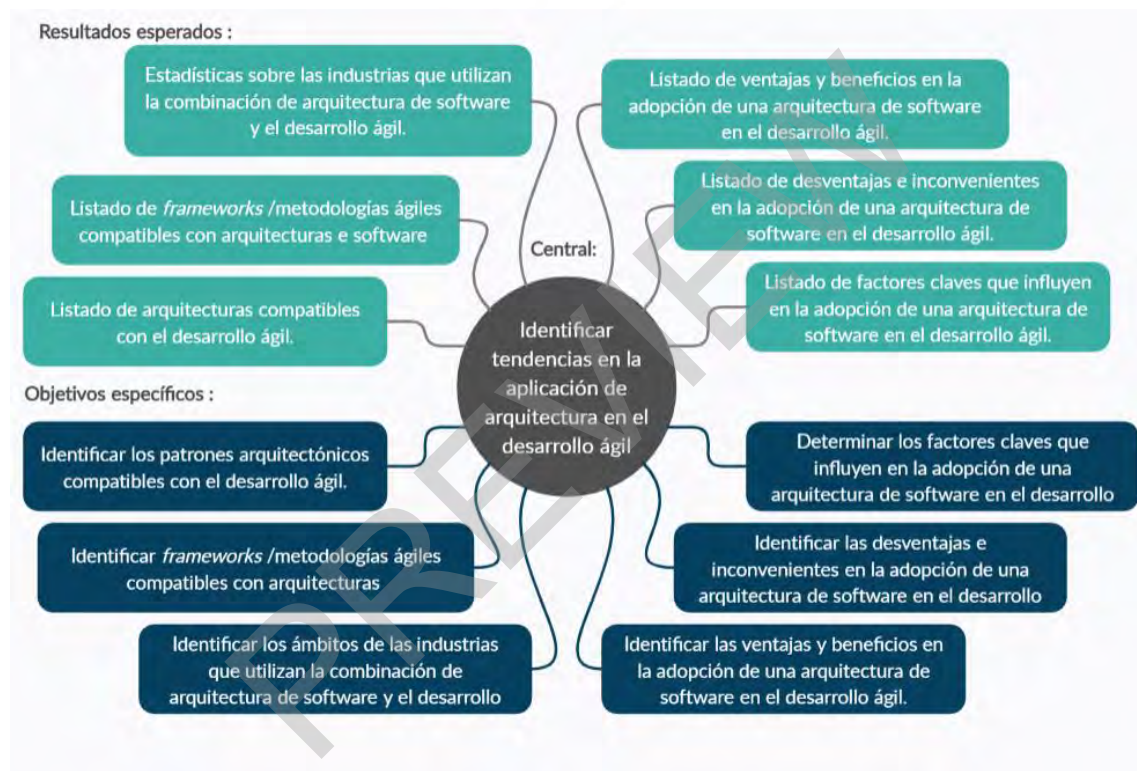 Resultados esperados :
Estadísticas sobre las industrias que utilizan
la combinación de arquitectura de software
y el desarrollo ágil.
Listado de ventajas y beneficios en la
adopción de una arquitectura de software
en el desarrollo ágil.
Listado de frameworks /metodologías ágiles
compatibles con arquitecturas e software
Listado de desventajas e inconvenientes
en la adopción de una arquitectura de
software en el desarrollo ágil.
Listado de arquitecturas compatibles
con el desarrollo ágil.
Listado de factores claves que influyen
en la adopción de una arquitectura de
software en el desarrollo ágil.
Central:
Identificar
tendencias en la
aplicación de
arquitectura en el
desarrollo ágil
Objetivos específicos :
Identificar los patrones arquitectónicos
compatibles con el desarrollo ágil.
Determinar los factores claves que
influyen en la adopción de una
arquitectura de software en el desarrollo
Identificar frameworks /metodologías ágiles
compatibles con arquitecturas
Identificar las desventajas e
inconvenientes en la adopción de una
arquitectura de software en el desarrollo
Identificar los ámbitos de las industrias
que utilizan la combinación de
arquitectura de software y el desarrollo
Identificar las ventajas y beneficios en
la adopción de una arquitectura de
software en el desarrollo ágil.
PREVIEW